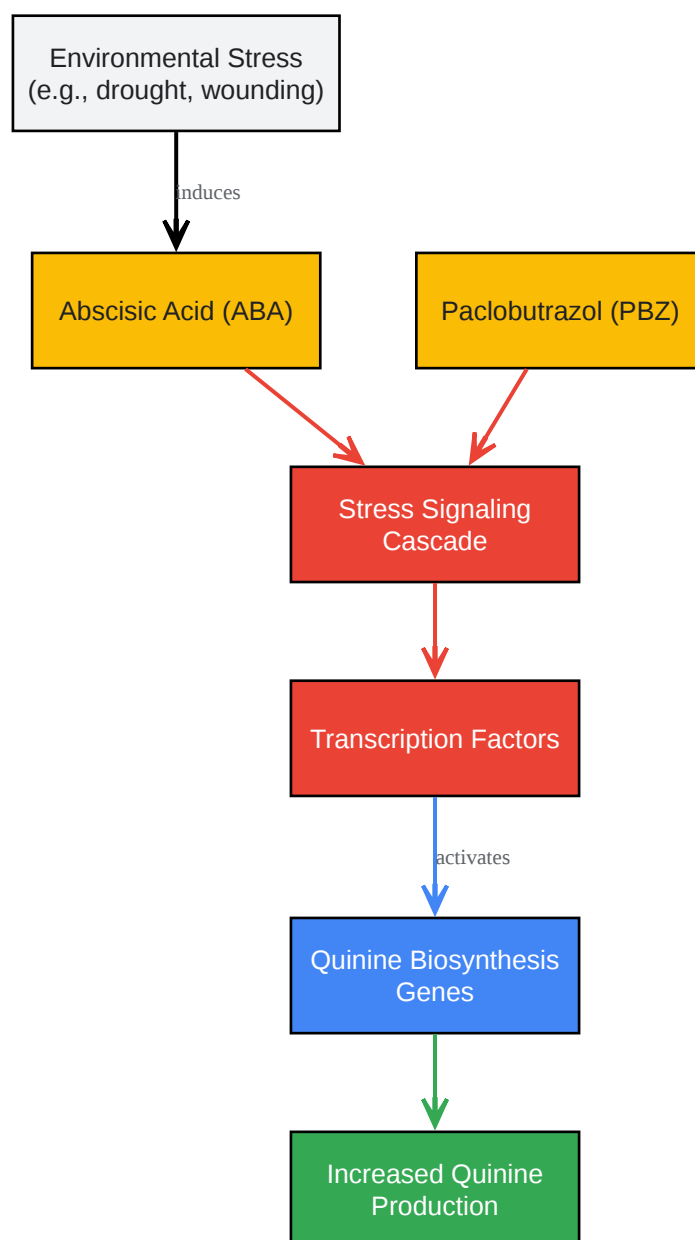 Environmental Stress
(e.g., drought, wounding)
induces
Abscisic Acid (ABA)
Paclobutrazol (PBZ)
Stress Signaling
Cascade
Transcription Factors
activates
Quinine Biosynthesis
Genes
Increased Quinine
Production